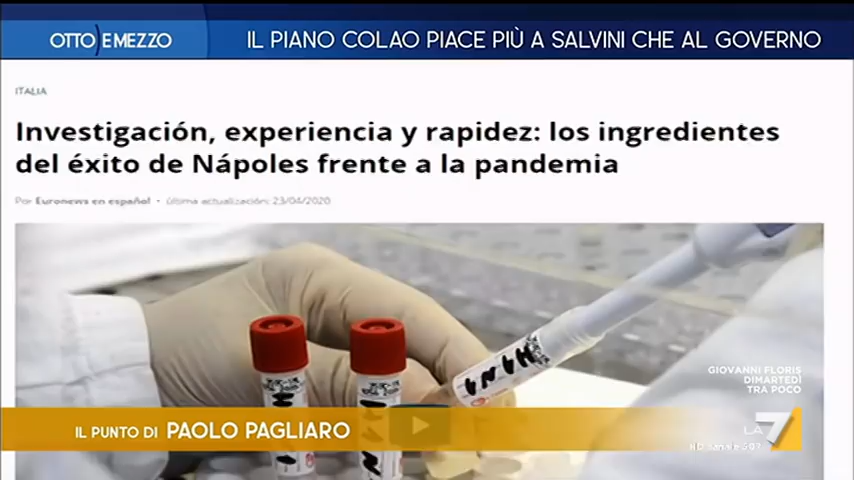 OTTO E MEZZO
IL PIANO COLAO PIACE PIÙ A SALVINI CHE AL GOVERNO
ITALIA
Investigación, experiencia y rapidez: los ingredientes
del éxito de Nápoles frente a la pandemia
Por Euronews en español • última actualización: 23/04/2020
GIOVANNI FLORIS
DIMARTEDÌ
TRA POCO
IL PUNTO DI PAOLO PAGLIARO
LA 7